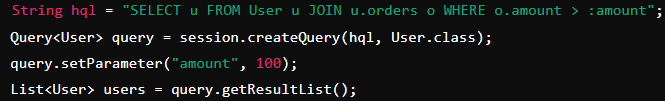 String hql = "SELECT u FROM User u JOIN u.orders o WHERE o.amount > :amount";
Query<User> query = session.createQuery(hql, User.class);
query.setParameter("amount", 100);
List<User> users = query.getResultList();